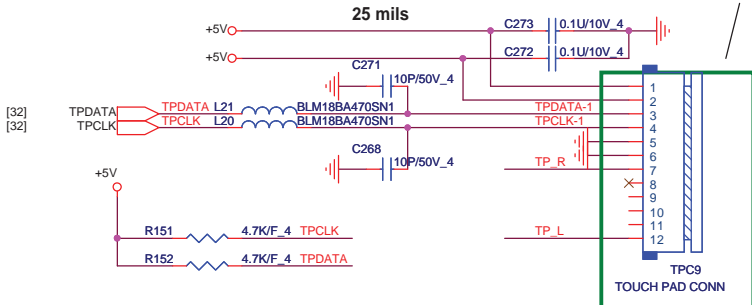 25 mils
+5V
C273 0.1U/10V_4
+5V
C272 0.1U/10V_4
C271
10P/50V_4
[32] TPDATA TPDATA L21 BLM18BA470SN1 TPDATA-1
[32] TPCLK TPCLK L20 BLM18BA470SN1 TPCLK-1
C268
10P/50V_4
TP_R
TP_L
1
2
3
4
5
6
7
8
9
10
11
12
+5V
R151 4.7K/F_4 TPCLK
R152 4.7K/F_4 TPDATA
TPC9
TOUCH PAD CONN